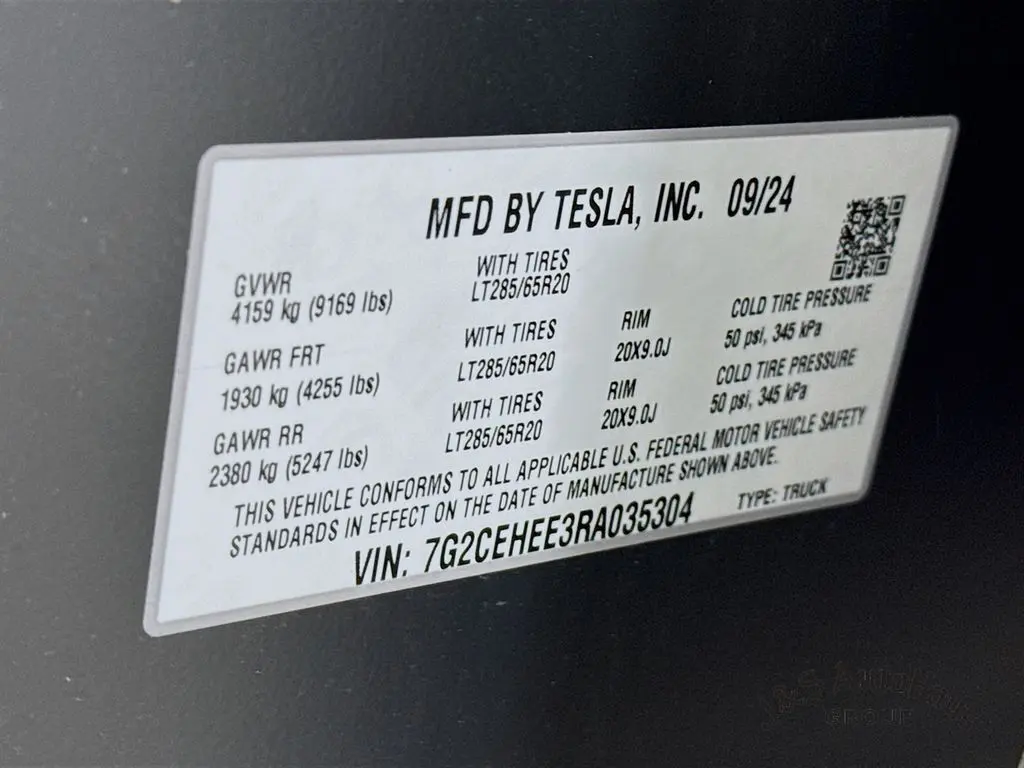 MFD BY TESLA, INC. 09/24
GVWR
4159 kg (9169 lbs)
WITH TIRES
LT285/65R20
GAWR FRT
1930 kg (4255 lbs)
WITH TIRES
LT285/65R20
RIM
20X9.0J
COLD TIRE PRESSURE
50 psi, 345 kPa
GAWR RR
2380 kg (5247 lbs)
WITH TIRES
LT285/65R20
RIM
20X9.0J
COLD TIRE PRESSURE
50 psi, 345 kPa
THIS VEHICLE CONFORMS TO ALL APPLICABLE U.S. FEDERAL MOTOR VEHICLE SAFETY
STANDARDS IN EFFECT ON THE DATE OF MANUFACTURE SHOWN ABOVE.
VIN: 7G2CEHEE3RA035304
TYPE: TRUCK
GROUP